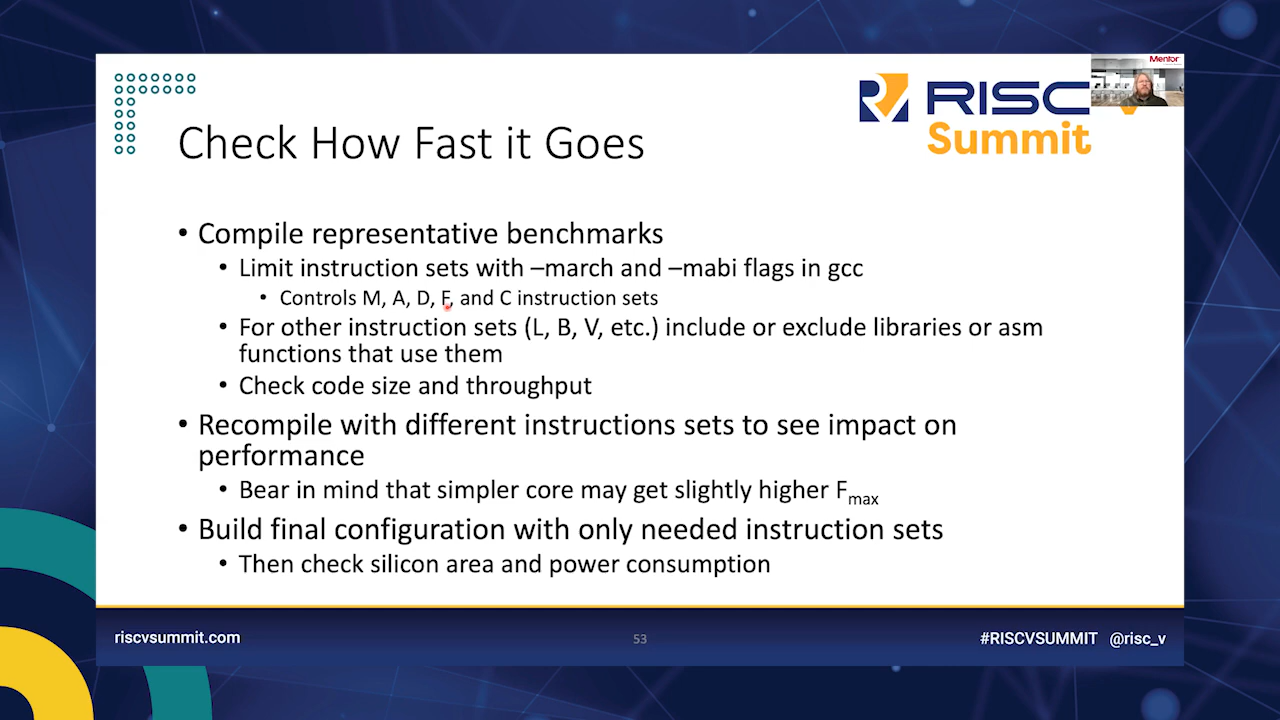 Mentor
RISC
Summit
Check How Fast it Goes
• Compile representative benchmarks
• Limit instruction sets with –march and –mabi flags in gcc
• Controls M, A, D, F, and C instruction sets
• For other instruction sets (L, B, V, etc.) include or exclude libraries or asm
functions that use them
• Check code size and throughput
• Recompile with different instructions sets to see impact on
performance
• Bear in mind that simpler core may get slightly higher Fmax
• Build final configuration with only needed instruction sets
• Then check silicon area and power consumption
riscvsummit.com
53
#RISCVSUMMIT @risc_v